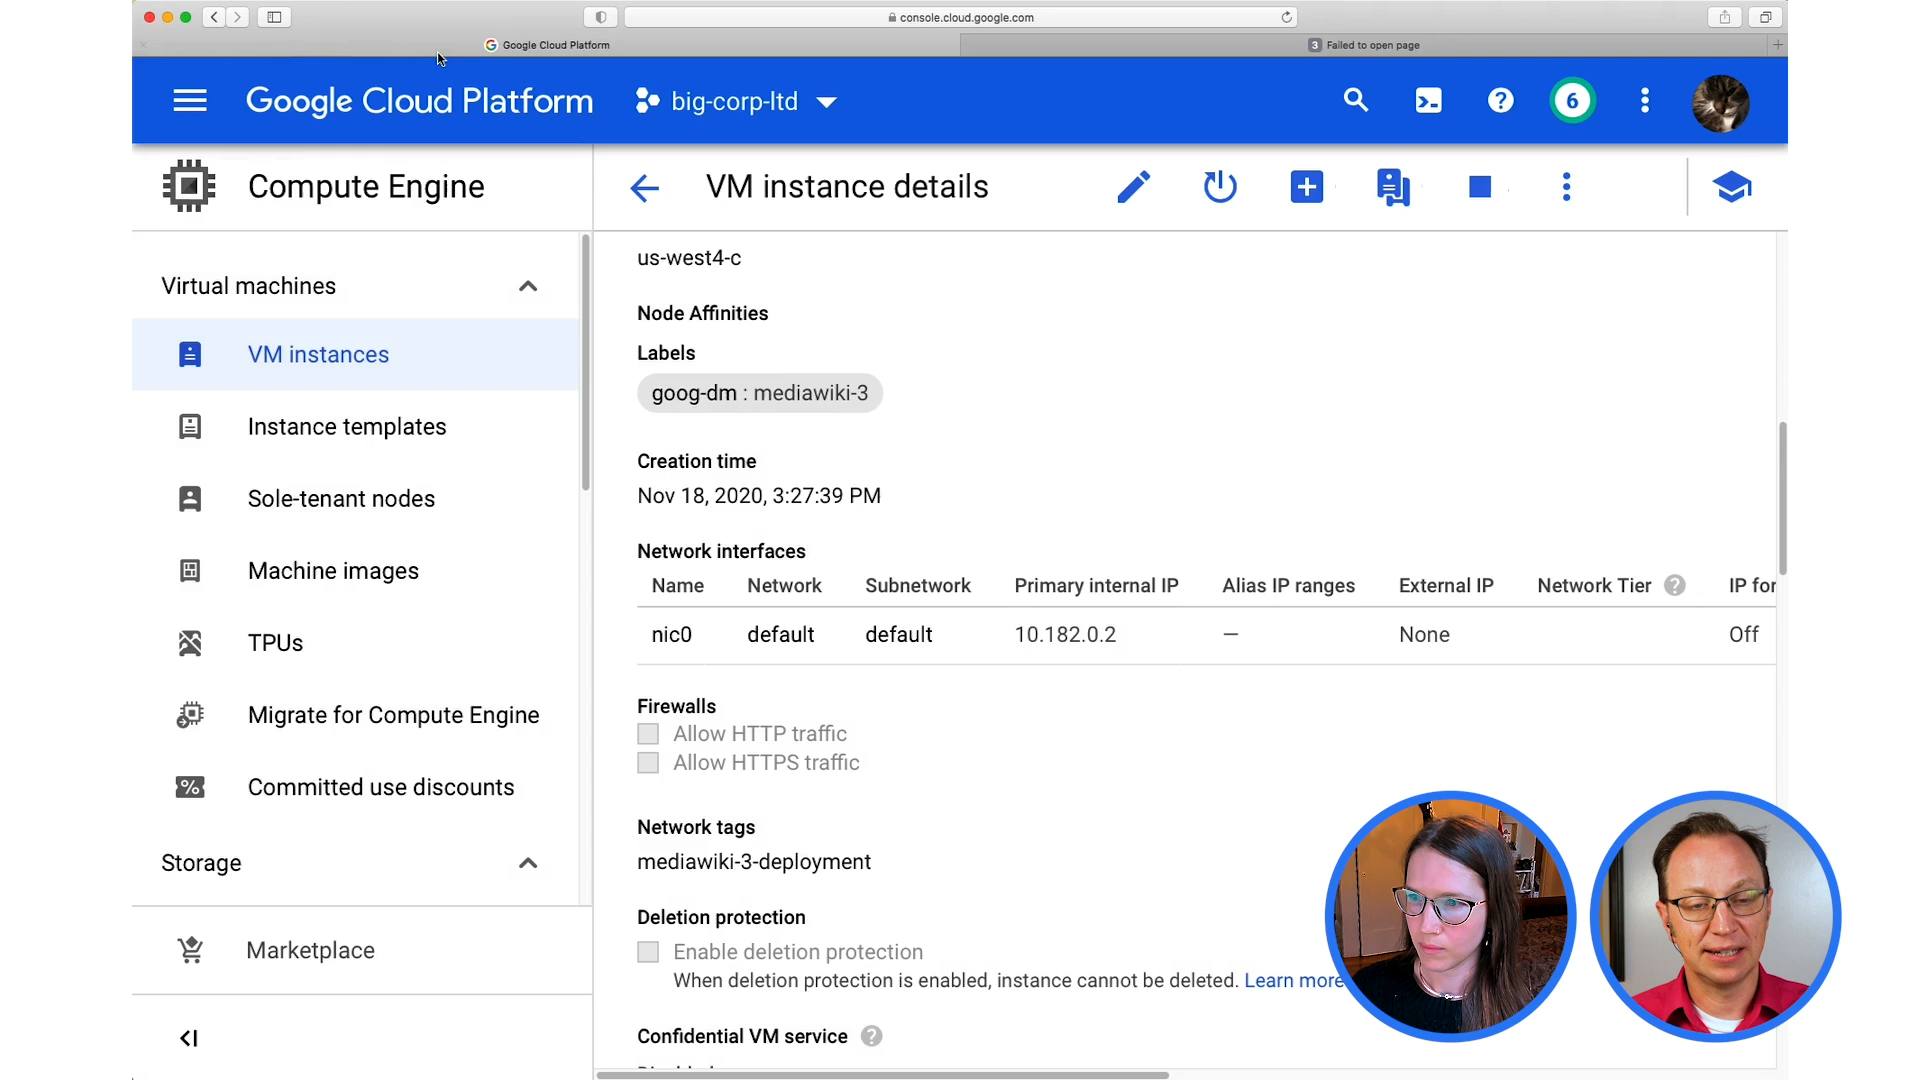 console.cloud.google.com
Google Cloud Platform
3 Failed to open page
Google Cloud Platform
big-corp-ltd
6
Compute Engine
VM instance details
Virtual machines
VM instances
Instance templates
Sole-tenant nodes
Machine images
TPUs
Migrate for Compute Engine
Committed use discounts
Storage
Marketplace
us-west4-c
Node Affinities
Labels
goog-dm : mediawiki-3
Creation time
Nov 18, 2020, 3:27:39 PM
Network interfaces
Name Network Subnetwork Primary internal IP Alias IP ranges External IP Network Tier IP for
nic0 default default 10.182.0.2 — None Off
Firewalls
Allow HTTP traffic
Allow HTTPS traffic
Network tags
mediawiki-3-deployment
Deletion protection
Enable deletion protection
When deletion protection is enabled, instance cannot be deleted. Learn more
Confidential VM service